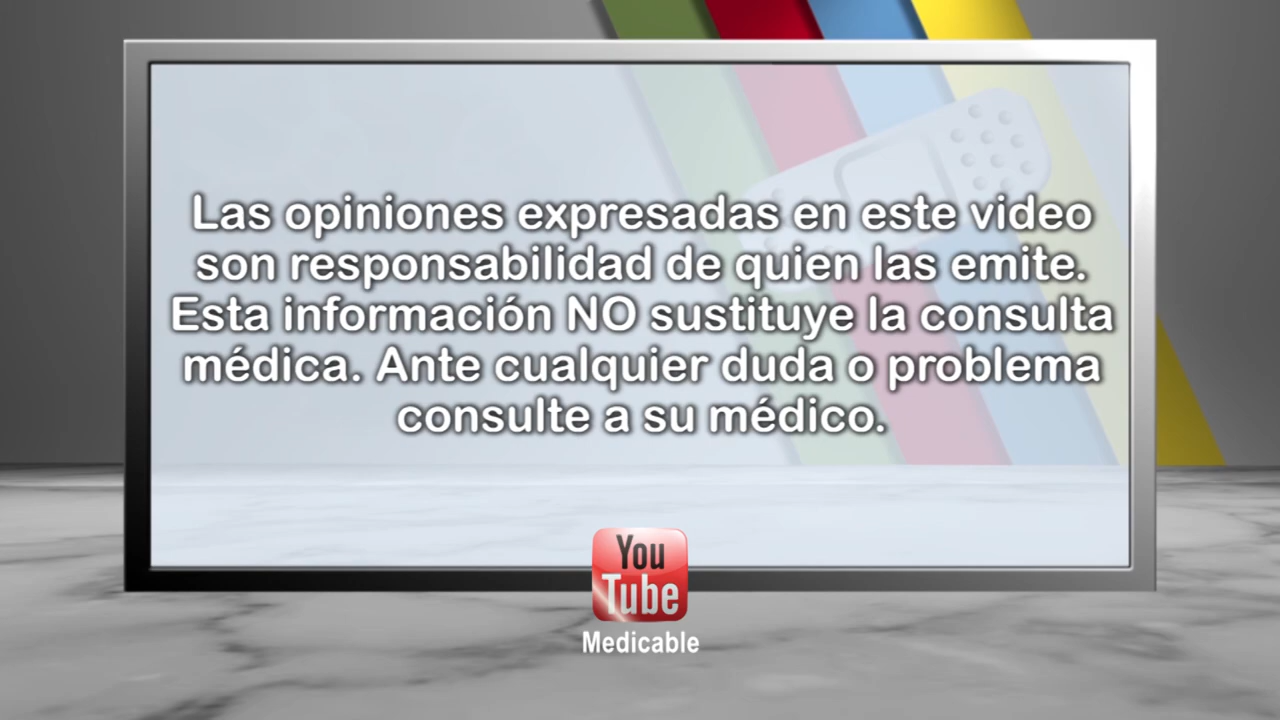 Las opiniones expresadas en este video
son responsabilidad de quien las emite.
Esta información NO sustituye la consulta
médica. Ante cualquier duda o problema
consulte a su médico.
You
Tube
Medicable